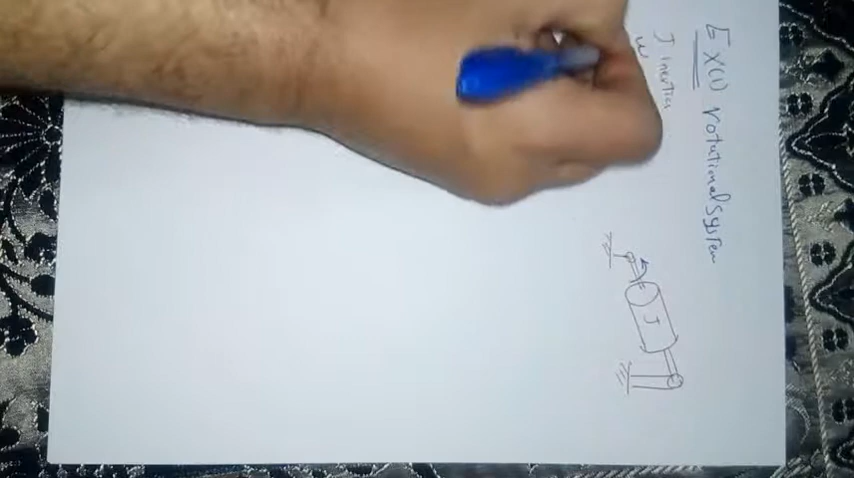 Ex(1) rotational system
J inertia
w
J